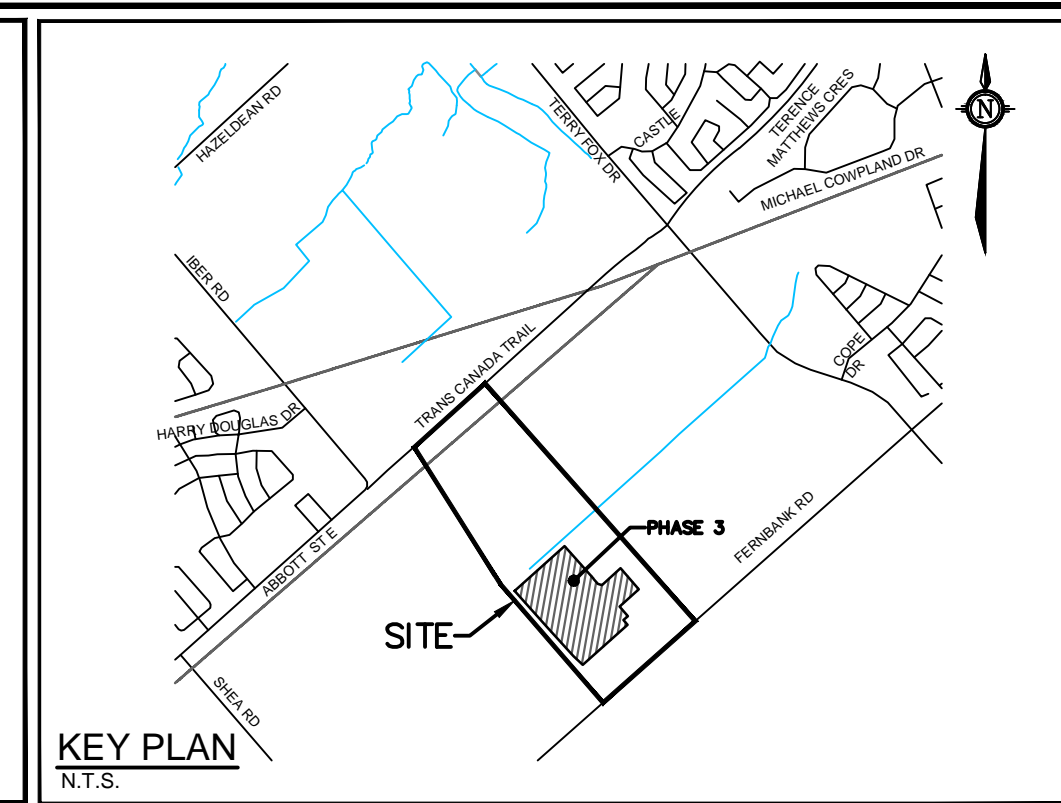 HAZELDEAN RD
TERRY FOX DR
CASTLE
TERENCE
MATTHEWS CRES
N
MICHAEL COWPLAND DR
IBER RD
TRANS CANADA TRAIL
COPE
DR
HARRY DOUGLAS DR
ABBOTT ST E
PHASE 3
FERNBANK RD
SITE
SHEA RD
KEY PLAN
N.T.S.